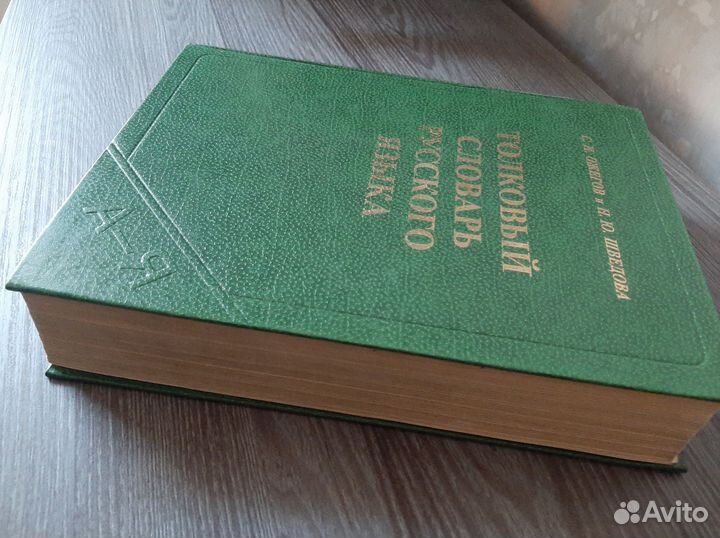 С. И. ОЖЕГОВ и Н. Ю. ШВЕДОВА
ТОЛКОВЫЙ
СЛОВАРЬ
РУССКОГО
ЯЗЫКА
А–Я
Avito